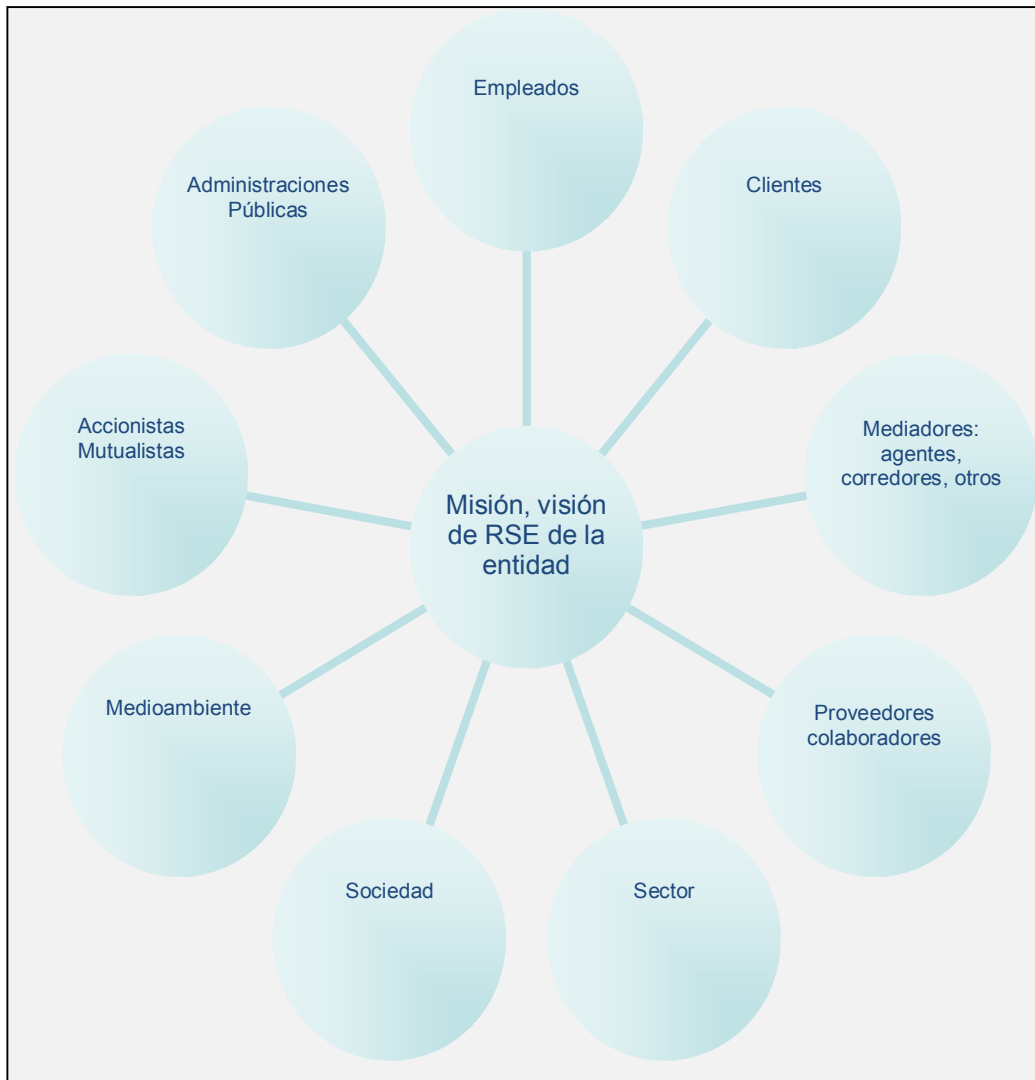 Empleados
Administraciones
Públicas
Clientes
Accionistas
Mutualistas
Mediadores:
agentes,
corredores, otros
Misión, visión
de RSE de la
entidad
Medioambiente
Proveedores
colaboradores
Sociedad
Sector